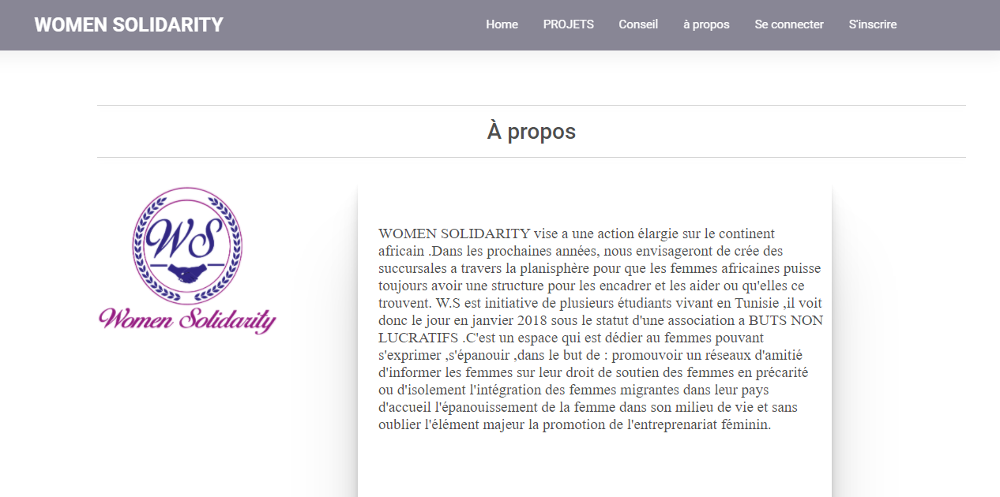 WOMEN SOLIDARITY
Home PROJETS Conseil à propos Se connecter S'inscrire
À propos
WS
Women Solidarity
WOMEN SOLIDARITY vise a une action élargie sur le continent
africain .Dans les prochaines années, nous envisageront de crée des
succursales a travers la planisphère pour que les femmes africaines puisse
toujours avoir une structure pour les encadrer et les aider ou qu'elles ce
trouvent. W.S est initiative de plusieurs étudiants vivant en Tunisie ,il voit
donc le jour en janvier 2018 sous le statut d'une association a BUTS NON
LUCRATIFS .C'est un espace qui est dédier au femmes pouvant
s'exprimer ,s'épanouir ,dans le but de : promouvoir un réseaux d'amitié
d'informer les femmes sur leur droit de soutien des femmes en précarité
ou d'isolement l'intégration des femmes migrantes dans leur pays
d'accueil l'épanouissement de la femme dans son milieu de vie et sans
oublier l'élément majeur la promotion de l'entreprenariat féminin.